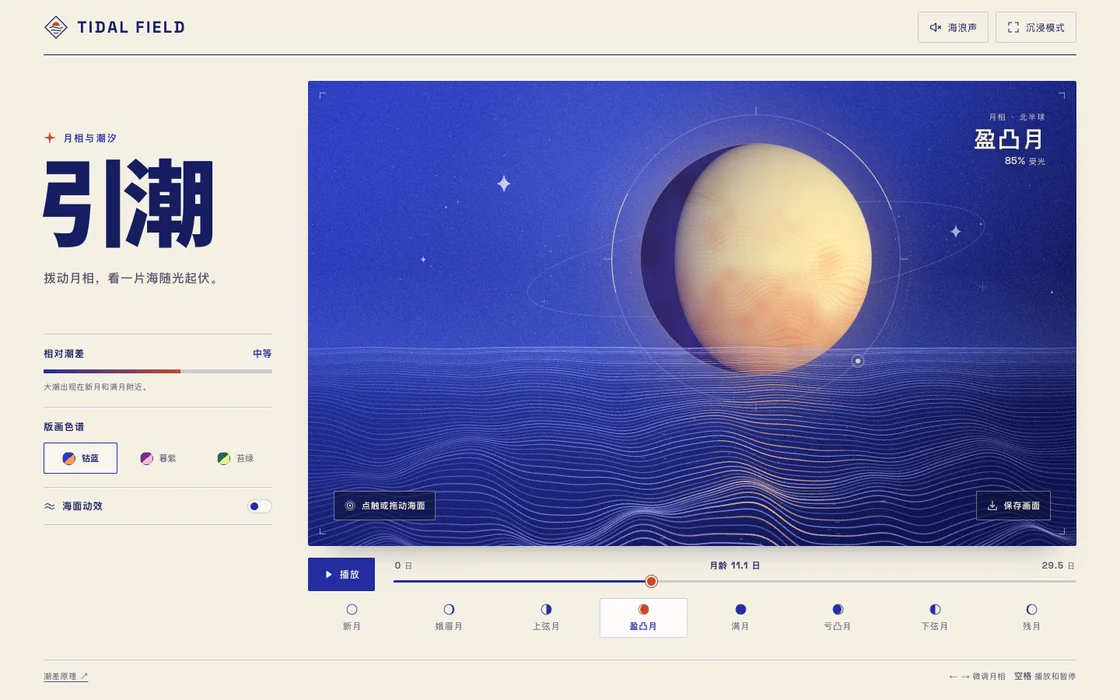 TIDAL FIELD
海浪声
沉浸模式
月相与潮汐
引潮
拨动月相，看一片海随光起伏。
相对潮差 中等
大潮出现在新月和满月附近。
版画色谱
钴蓝 暮紫 苔绿
海面动效
月相 · 北半球
盈凸月
85% 受光
点触或拖动海面
保存画面
播放
0 日 月龄 11.1 日 29.5 日
新月 娥眉月 上弦月 盈凸月 满月 亏凸月 下弦月 残月
潮差原理 ↗
← → 微调月相 空格 播放和暂停